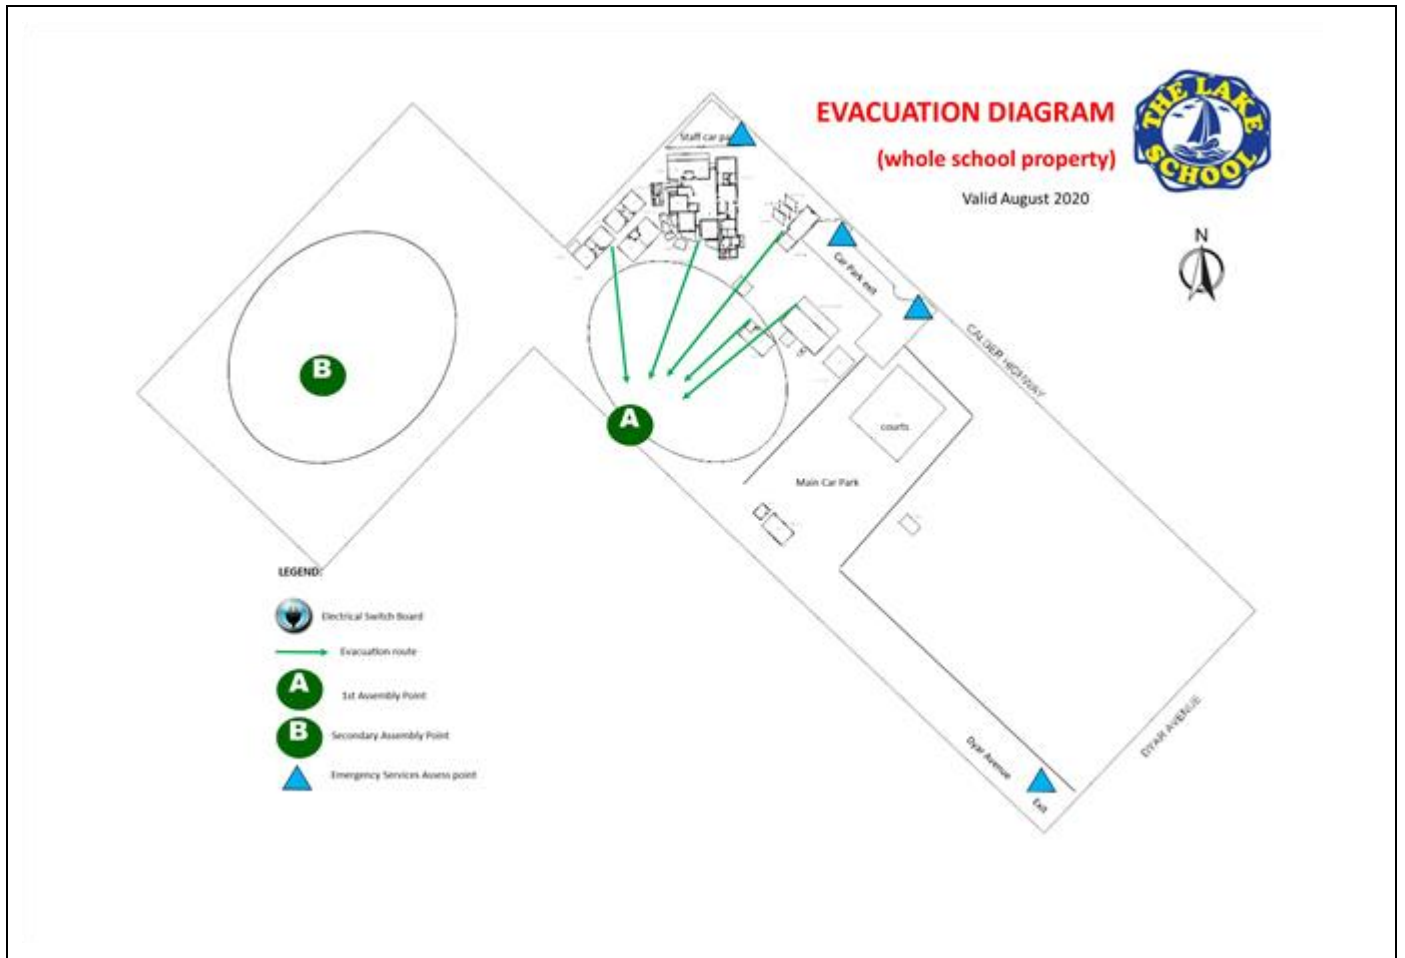 EVACUATION DIAGRAM
(whole school property)
Valid August 2020
THE LAKE
SCHOOL
N
Staff car pa
Car Park exit
CALDER HIGHWAY
courts
Main Car Park
B
A
LEGEND:
Electrical Switch Board
Evacuation route
A
1st Assembly Point
B
Secondary Assembly Point
Emergency Services Assess point
Dyar Avenue
Exit
DYAR AVENUE